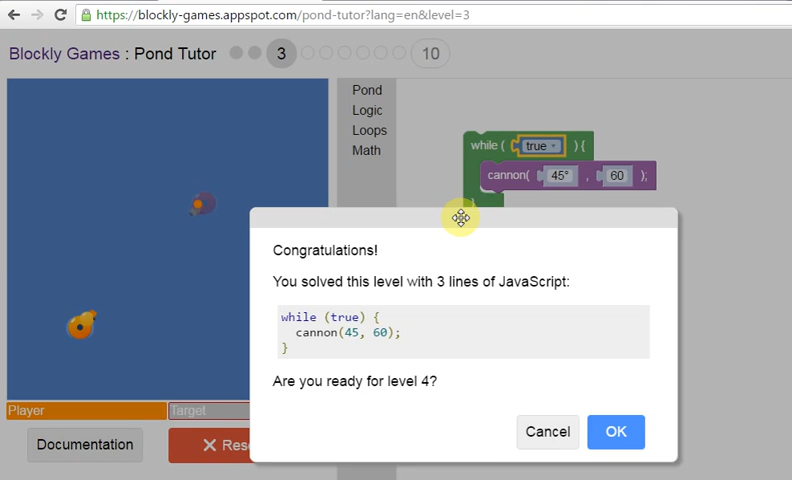 https://blockly-games.appspot.com/pond-tutor?lang=en&level=3
Blockly Games : Pond Tutor 3 10
Pond
Logic
Loops
Math
while ( true ) {
cannon( 45° , 60 );
Congratulations!
You solved this level with 3 lines of JavaScript:
while (true) {
cannon(45, 60);
}
Are you ready for level 4?
Cancel OK
Player Target
Documentation